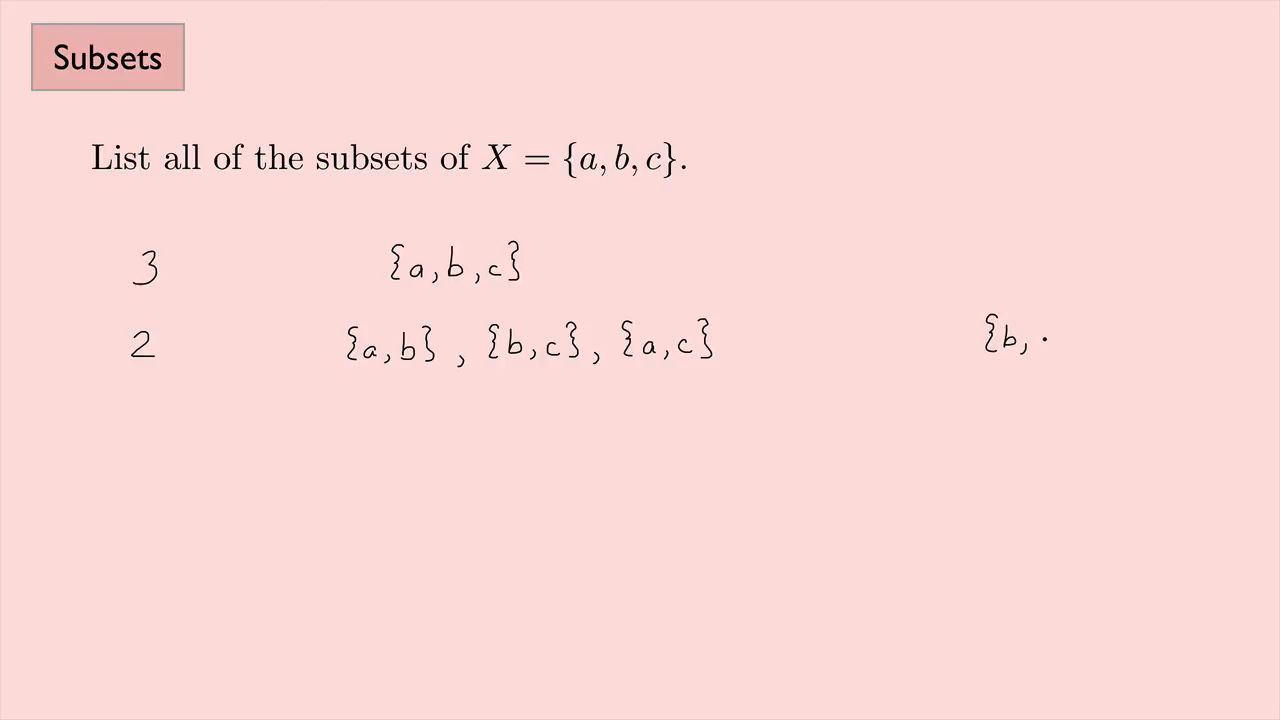 Subsets
List all of the subsets of X = {a, b, c}.
3 {a, b, c}
2 {a, b}, {b, c}, {a, c} {b, .